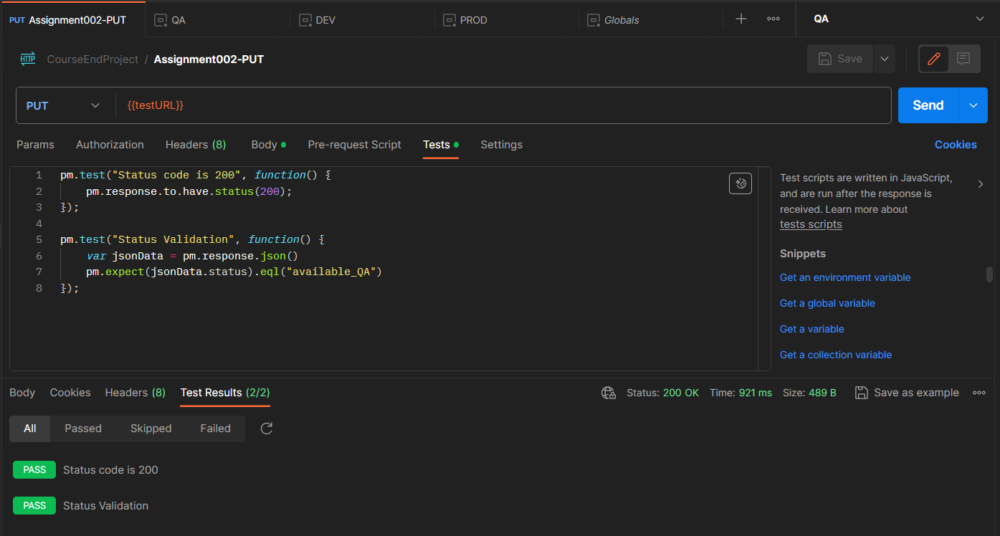 PUT Assignment002-PUT QA DEV PROD Globals QA
HTTP CourseEndProject / Assignment002-PUT Save
PUT {{testURL}} Send
Params Authorization Headers (8) Body Pre-request Script Tests Settings Cookies
1 pm.test("Status code is 200", function() {
2 pm.response.to.have.status(200);
3 });
4
5 pm.test("Status Validation", function() {
6 var jsonData = pm.response.json()
7 pm.expect(jsonData.status).eql("available_QA")
8 });
Test scripts are written in JavaScript,
and are run after the response is
received. Learn more about
tests scripts
Snippets
Get an environment variable
Get a global variable
Get a variable
Get a collection variable
Body Cookies Headers (8) Test Results (2/2) Status: 200 OK Time: 921 ms Size: 489 B Save as example
All Passed Skipped Failed
PASS Status code is 200
PASS Status Validation